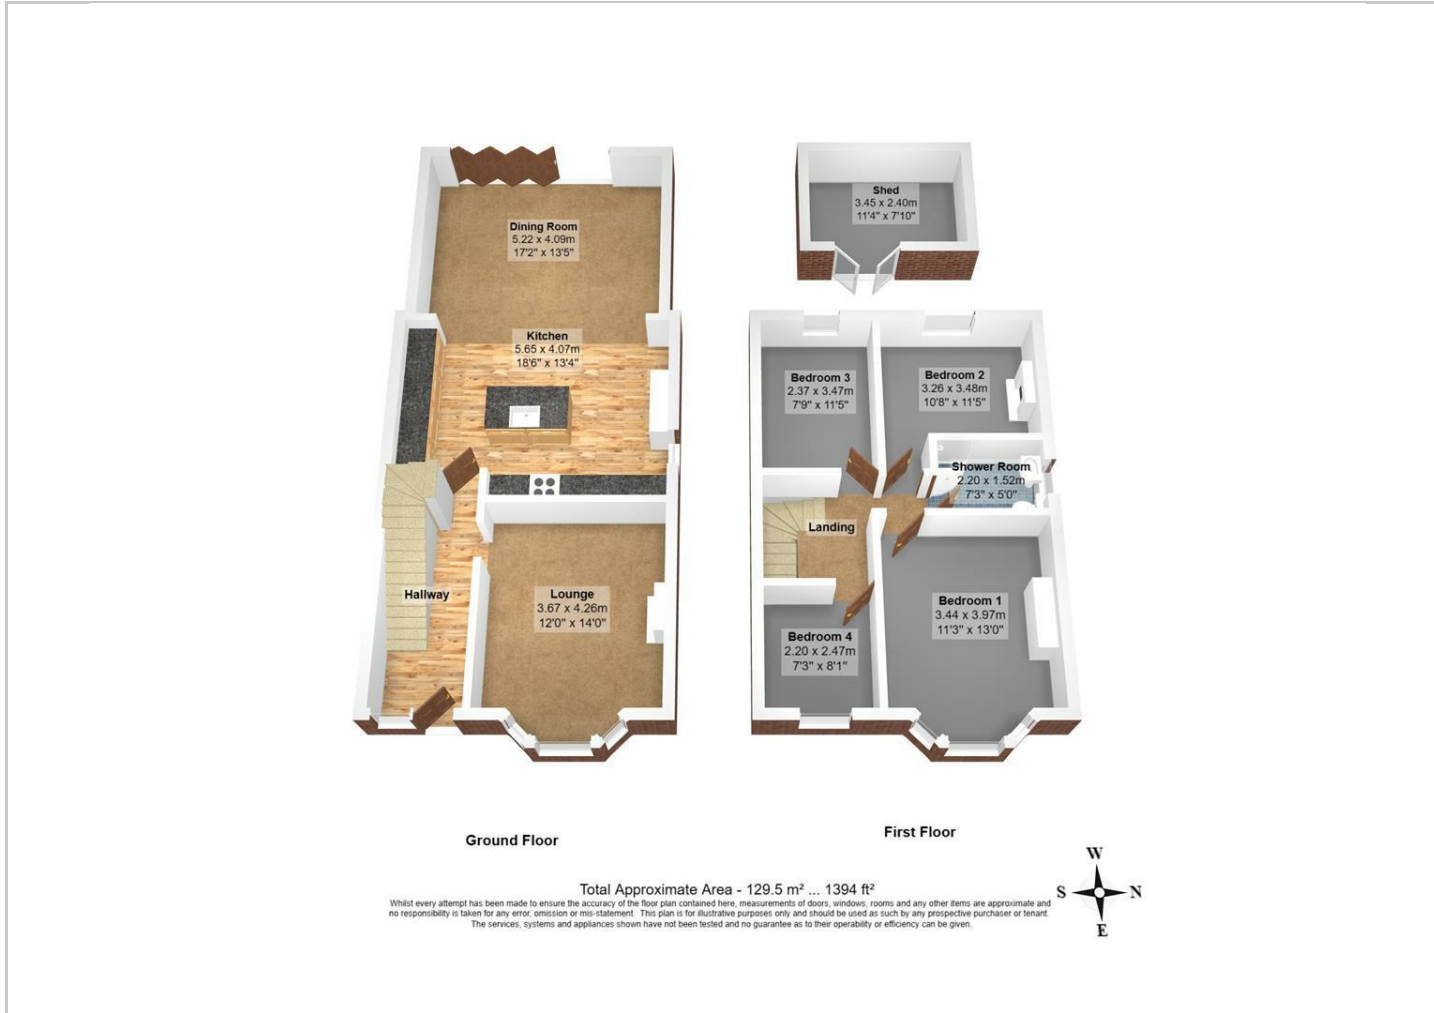 Dining Room
5.22 x 4.09m
17'2" x 13'5"
Kitchen
5.65 x 4.07m
18'6" x 13'4"
Hallway
Lounge
3.67 x 4.26m
12'0" x 14'0"
Ground Floor
Shed
3.45 x 2.40m
11'4" x 7'10"
Bedroom 3
2.37 x 3.47m
7'9" x 11'5"
Bedroom 2
3.26 x 3.48m
10'8" x 11'5"
Shower Room
2.20 x 1.52m
7'3" x 5'0"
Landing
Bedroom 1
3.44 x 3.97m
11'3" x 13'0"
Bedroom 4
2.20 x 2.47m
7'3" x 8'1"
First Floor
W
S
N
E
Total Approximate Area - 129.5 m² ... 1394 ft²
Whilst every attempt has been made to ensure the accuracy of the floor plan contained here, measurements of doors, windows, rooms and any other items are approximate and
no responsibility is taken for any error, omission or mis-statement. This plan is for illustrative purposes only and should be used as such by any prospective purchaser or tenant.
The services, systems and appliances shown have not been tested and no guarantee as to their operability or efficiency can be given.